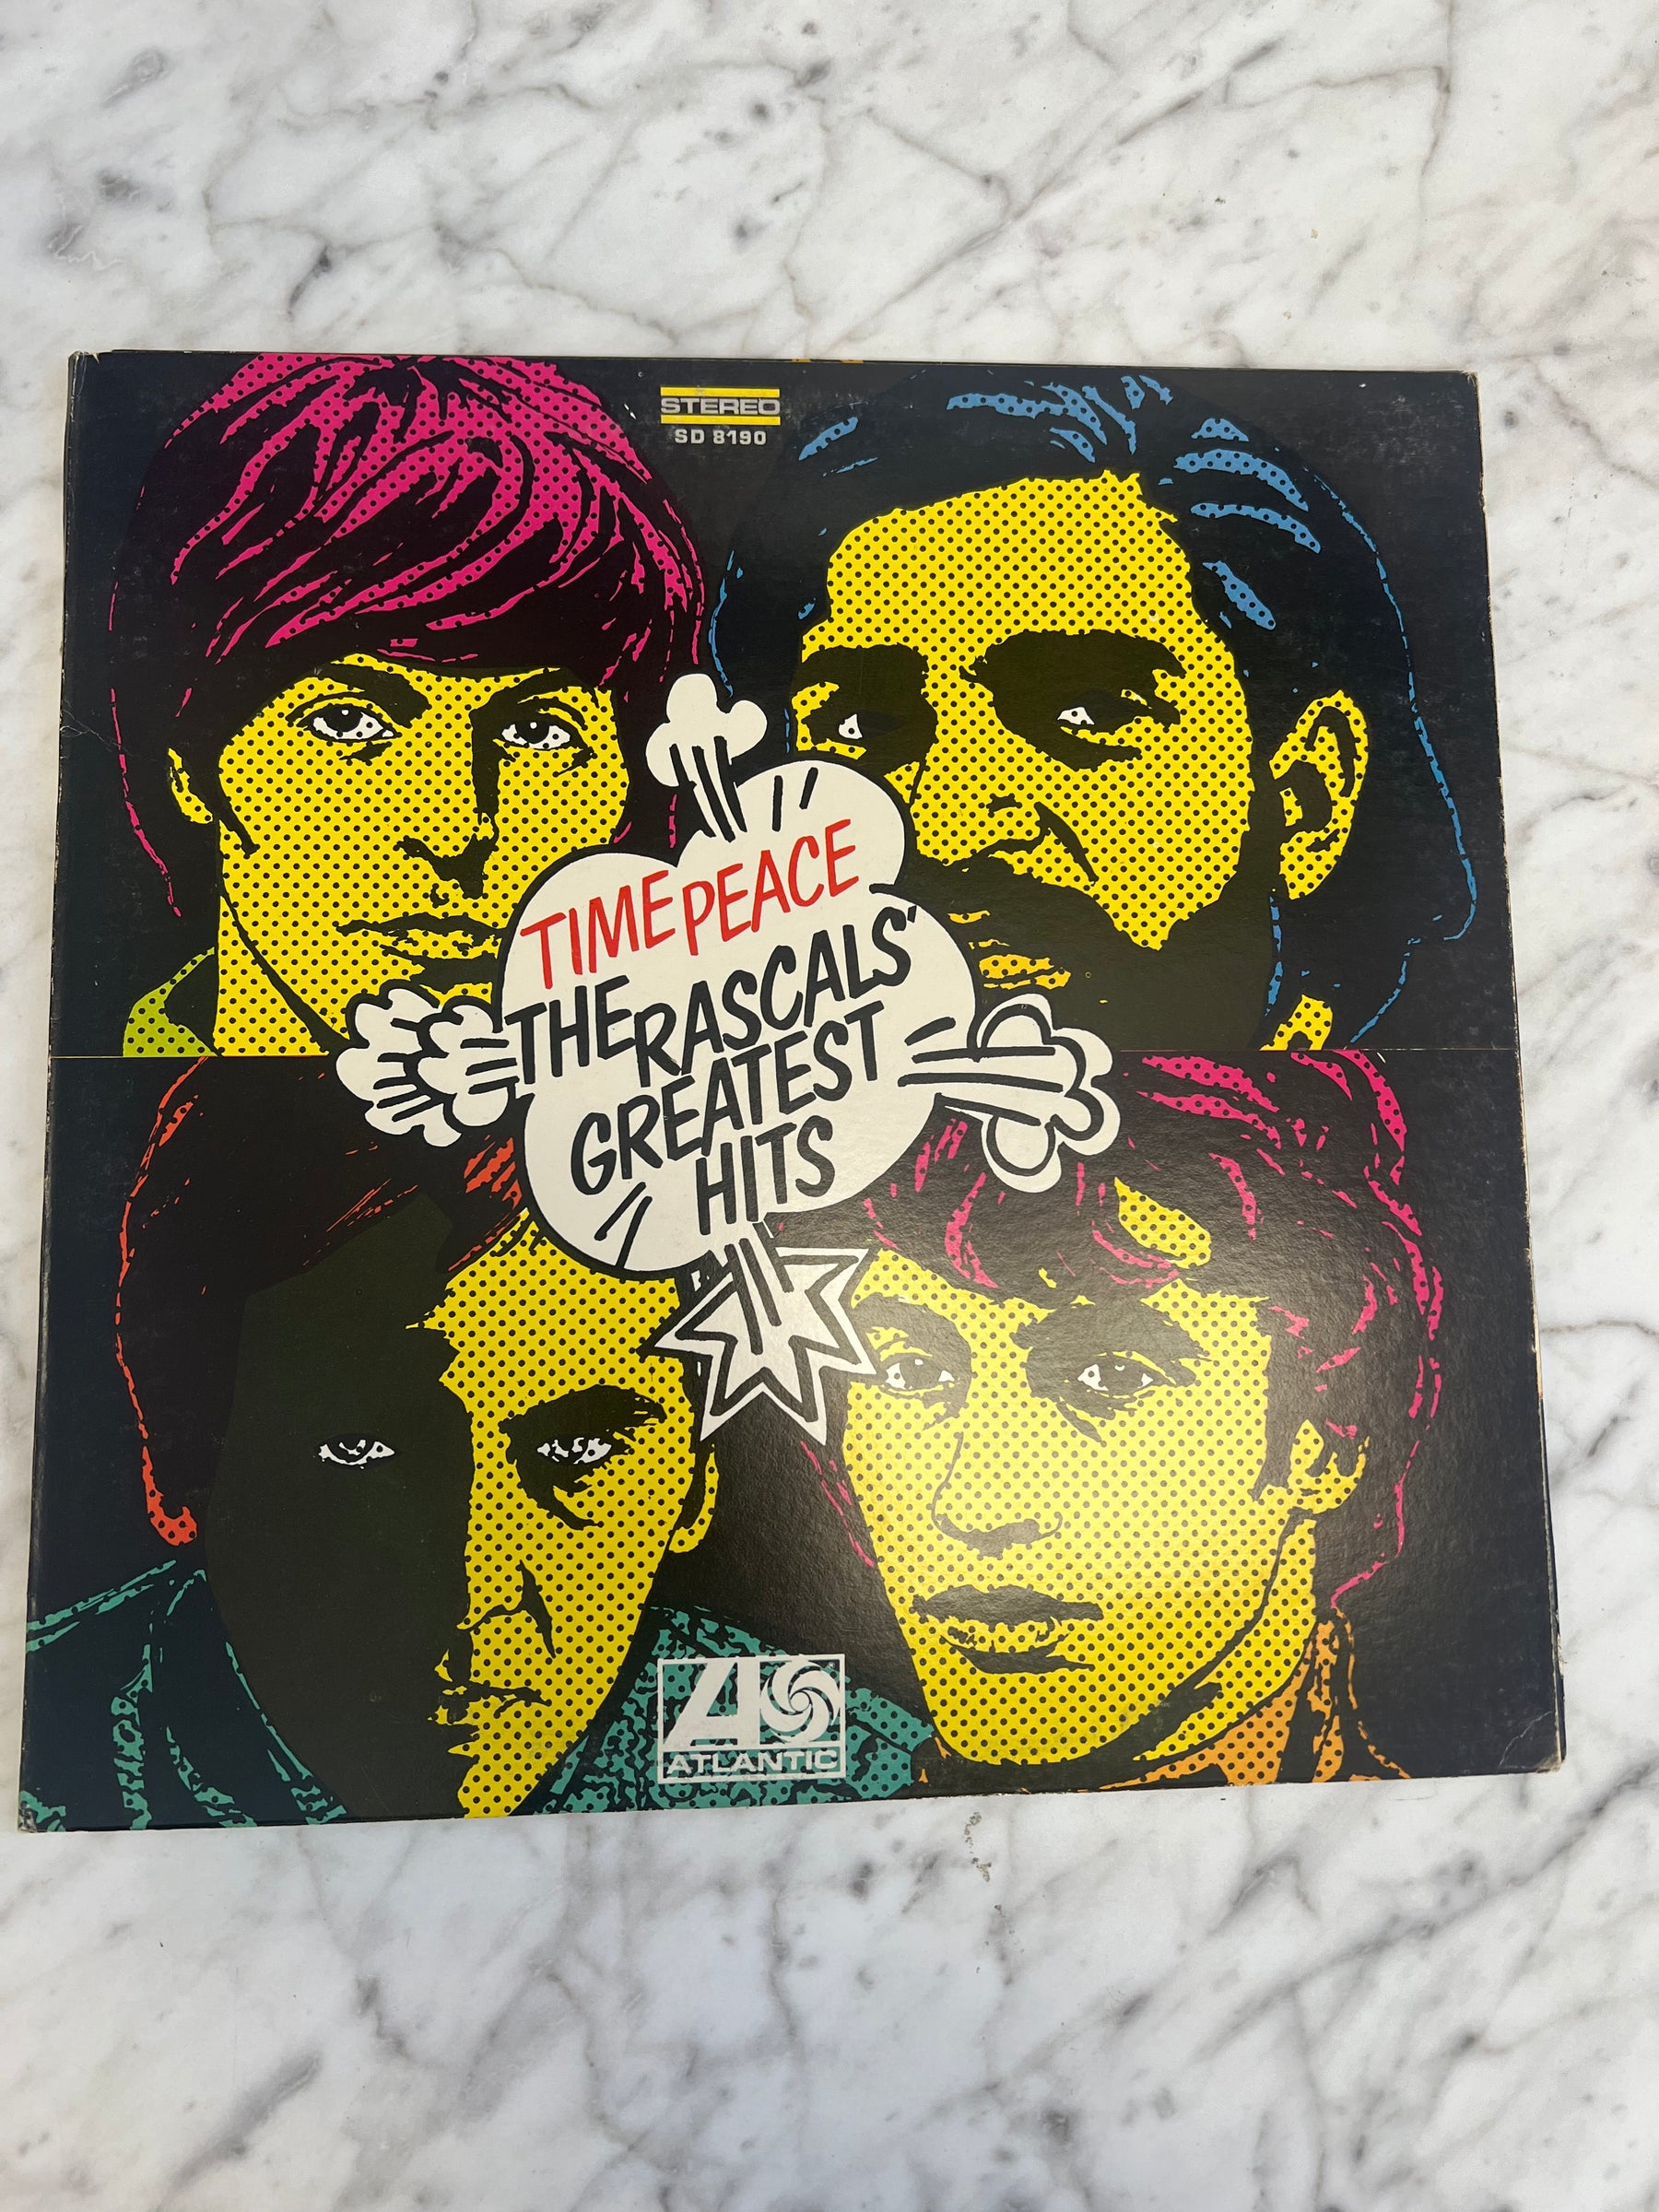 STEREO
SD 8190
TIME PEACE
THE RASCALS'
GREATEST
HITS
ATLANTIC